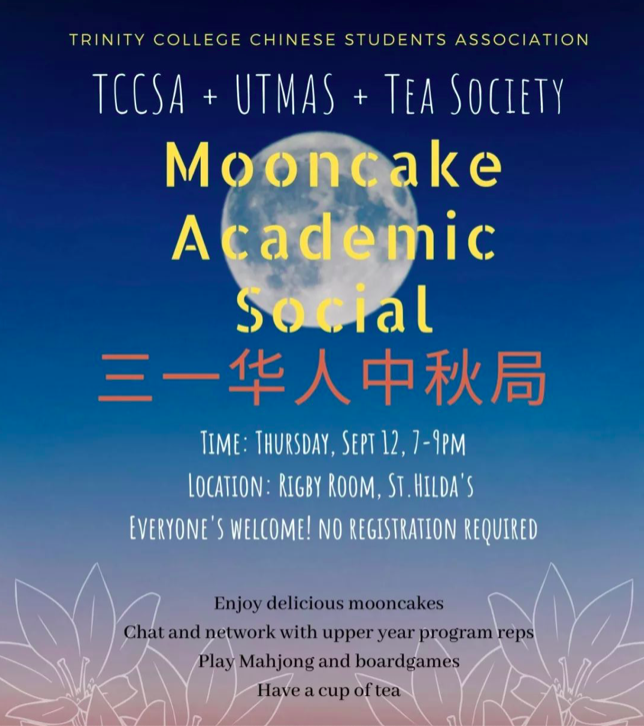 TRINITY COLLEGE CHINESE STUDENTS ASSOCIATION
TCCSA + UTMAS + TEA SOCIETY
Mooncake
Academic
Social
三一华人中秋局
TIME: THURSDAY, SEPT 12, 7-9PM
LOCATION: RIGBY ROOM, ST.HILDA'S
EVERYONE'S WELCOME! NO REGISTRATION REQUIRED
Enjoy delicious mooncakes
Chat and network with upper year program reps
Play Mahjong and boardgames
Have a cup of tea